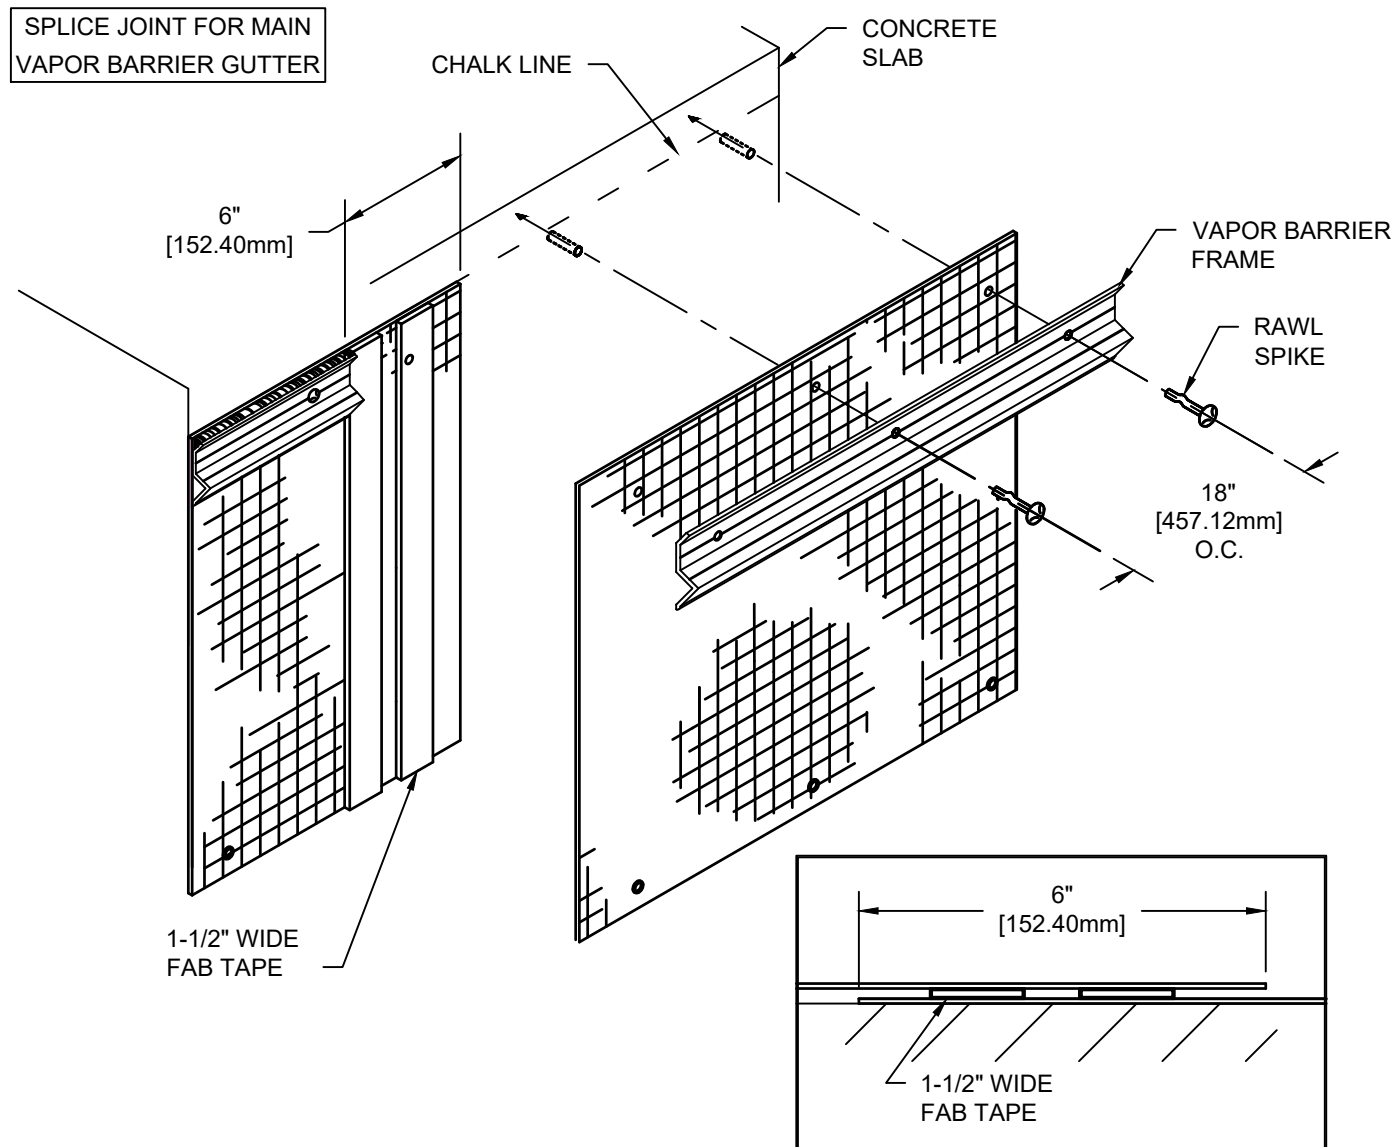 SPLICE JOINT FOR MAIN
VAPOR BARRIER GUTTER
CHALK LINE
CONCRETE
SLAB
6"
[152.40mm]
VAPOR BARRIER
FRAME
RAWL
SPIKE
18"
[457.12mm]
O.C.
1-1/2" WIDE
FAB TAPE
6"
[152.40mm]
1-1/2" WIDE
FAB TAPE